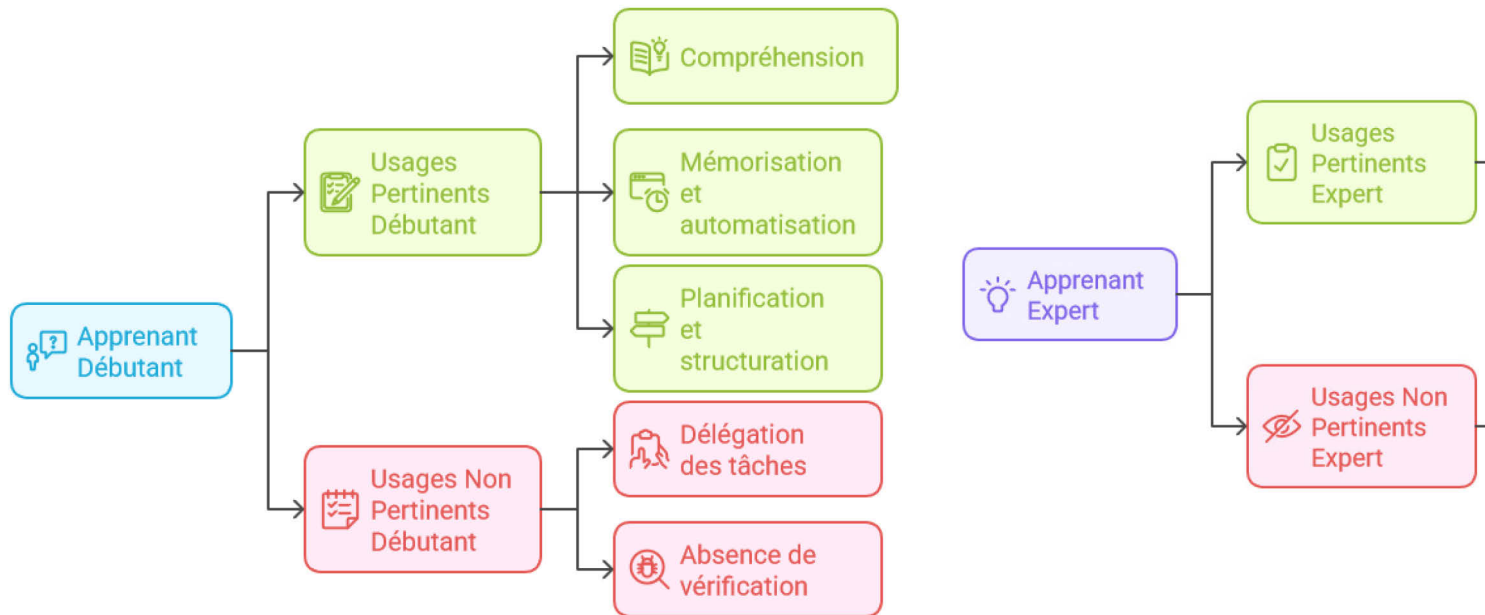 Apprenant
Débutant
Usages
Pertinents
Débutant
Compréhension
Mémorisation
et
automatisation
Planification
et
structuration
Usages Non
Pertinents
Débutant
Délégation
des tâches
Absence de
vérification
Apprenant
Expert
Usages
Pertinents
Expert
Usages Non
Pertinents
Expert